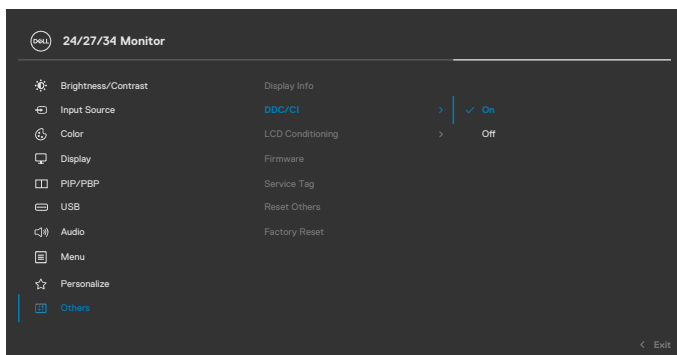 DELL 24/27/34 Monitor
Brightness/Contrast Display Info
Input Source DDC/CI > ✓ On
Color LCD Conditioning > Off
Display Firmware
PIP/PBP Service Tag
USB Reset Others
Audio Factory Reset
Menu
Personalize
Others
< Exit